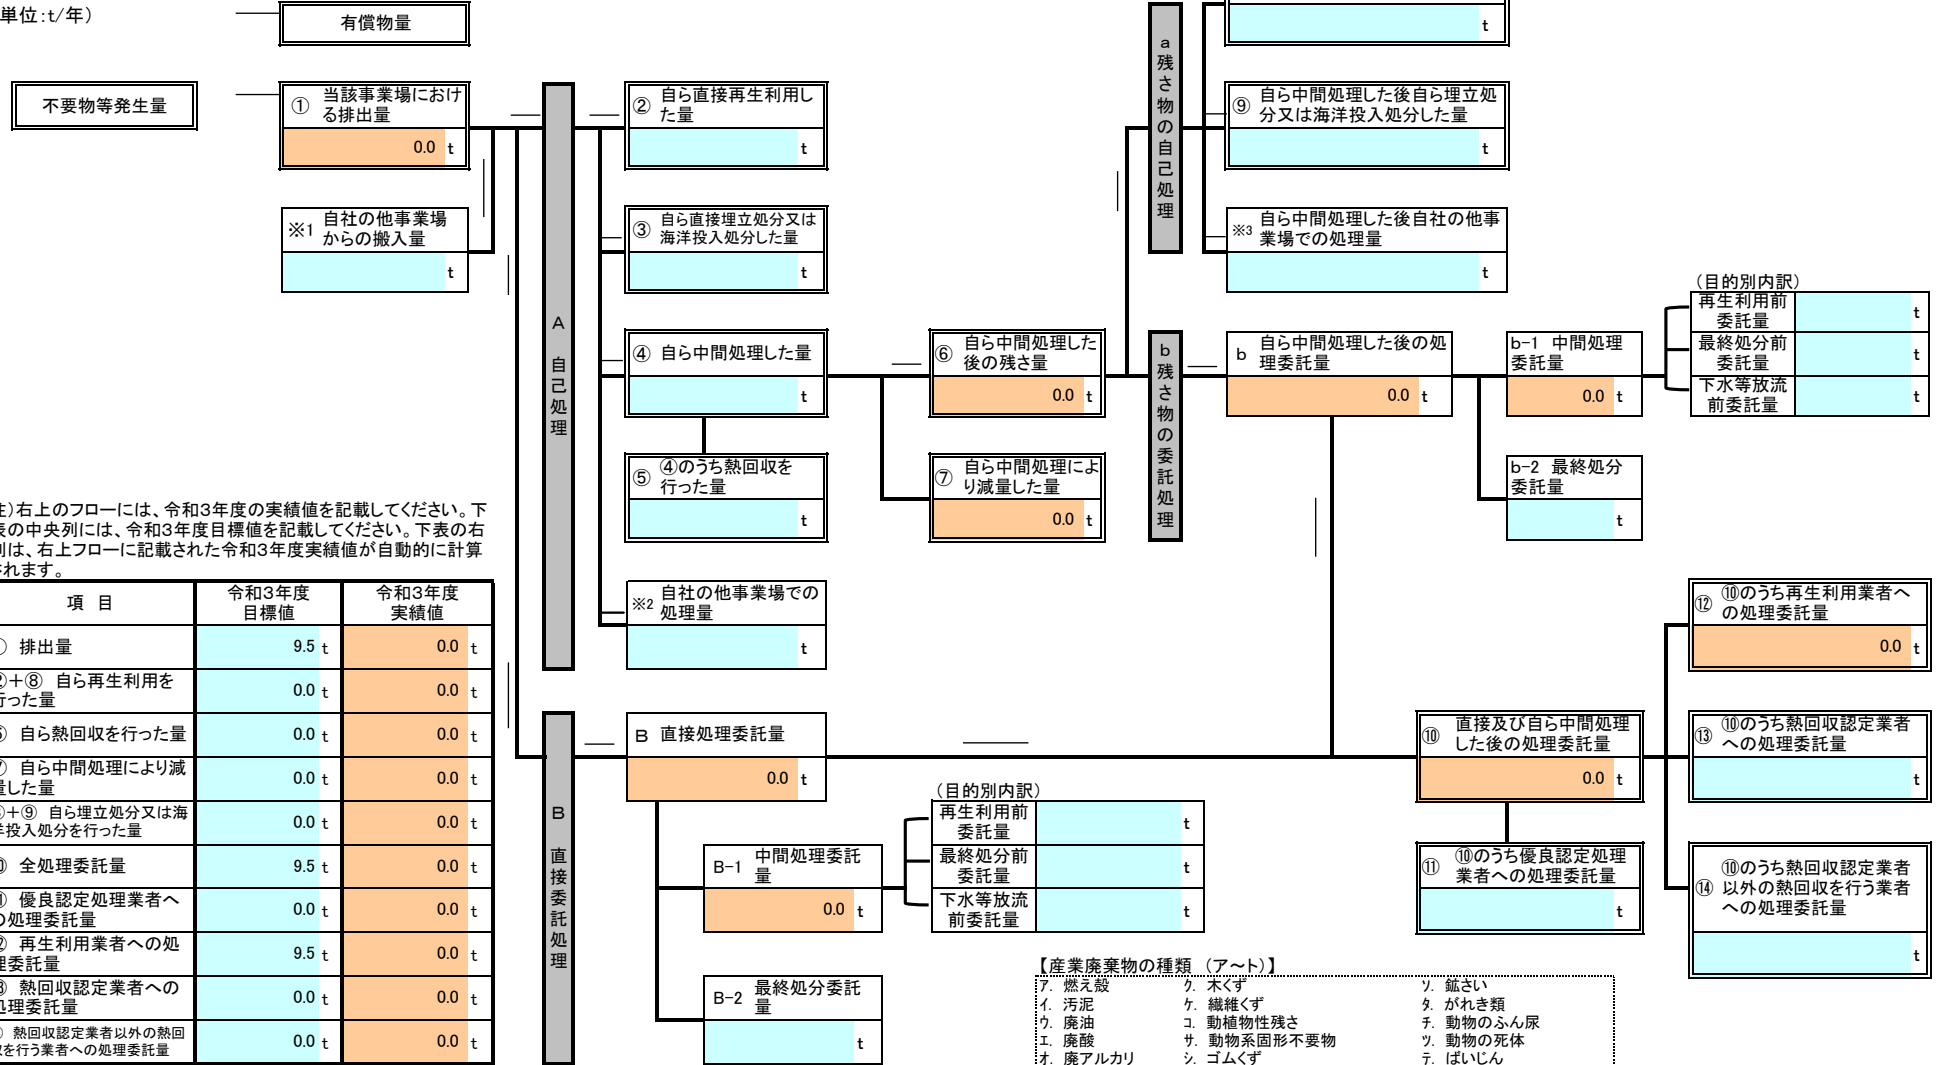 単位：t/年）
有償物量
不要物等発生量
① 当該事業場におけ
る排出量
0.0 t
※1 自社の他事業場
からの搬入量
t
A 自己処理
② 自ら直接再生利用し
た量
t
③ 自ら直接埋立処分又は
海洋投入処分した量
t
④ 自ら中間処理した量
t
⑤ ④のうち熱回収を
行った量
t
※2 自社の他事業場での
処理量
t
⑥ 自ら中間処理した
後の残さ量
0.0 t
⑦ 自ら中間処理によ
り減量した量
0.0 t
a 残さ物の自己処理
t
⑨ 自ら中間処理した後自ら埋立処
分又は海洋投入処分した量
t
※3 自ら中間処理した後自社の他事
業場での処理量
t
b 残さ物の委託処理
b 自ら中間処理した後の処
理委託量
0.0 t
b-1 中間処理
委託量
0.0 t
b-2 最終処分
委託量
t
（目的別内訳）
再生利用前
委託量
t
最終処分前
委託量
t
下水等放流
前委託量
t
)右上のフローには、令和3年度の実績値を記載してください。下
の中央列には、令和3年度目標値を記載してください。下表の右
は、右上フローに記載された令和3年度実績値が自動的に計算
れます。
項 目 令和3年度
目標値 令和3年度
実績値
排出量 9.5 t 0.0 t
+⑧ 自ら再生利用を
った量 0.0 t 0.0 t
自ら熱回収を行った量 0.0 t 0.0 t
自ら中間処理により減
した量 0.0 t 0.0 t
+⑨ 自ら埋立処分又は海
投入処分を行った量 0.0 t 0.0 t
全処理委託量 9.5 t 0.0 t
優良認定処理業者へ
処理委託量 0.0 t 0.0 t
再生利用業者への処
委託量 9.5 t 0.0 t
熱回収認定業者への
理委託量 0.0 t 0.0 t
熱回収認定業者以外の熱回
を行う業者への処理委託量 0.0 t 0.0 t
B 直接委託処理
B 直接処理委託量
0.0 t
B-1 中間処理委託
量
0.0 t
B-2 最終処分委託
量
t
（目的別内訳）
再生利用前
委託量
t
最終処分前
委託量
t
下水等放流
前委託量
t
⑩ 直接及び自ら中間処理
した後の処理委託量
0.0 t
⑪ ⑩のうち優良認定処理
業者への処理委託量
t
⑫ ⑩のうち再生利用業者へ
の処理委託量
0.0 t
⑬ ⑩のうち熱回収認定業者
への処理委託量
t
⑭ ⑩のうち熱回収認定業者
以外の熱回収を行う業者
への処理委託量
t
【産業廃棄物の種類 （ア～ト）】
ア. 燃え殻 ク. 木くず ソ. 鉱さい
イ. 汚泥 ケ. 繊維くず タ. がれき類
ウ. 廃油 コ. 動植物性残さ チ. 動物のふん尿
エ. 廃酸 サ. 動物系固形不要物 ツ. 動物の死体
オ. 廃アルカリ シ. ゴムくず テ. ばいじん